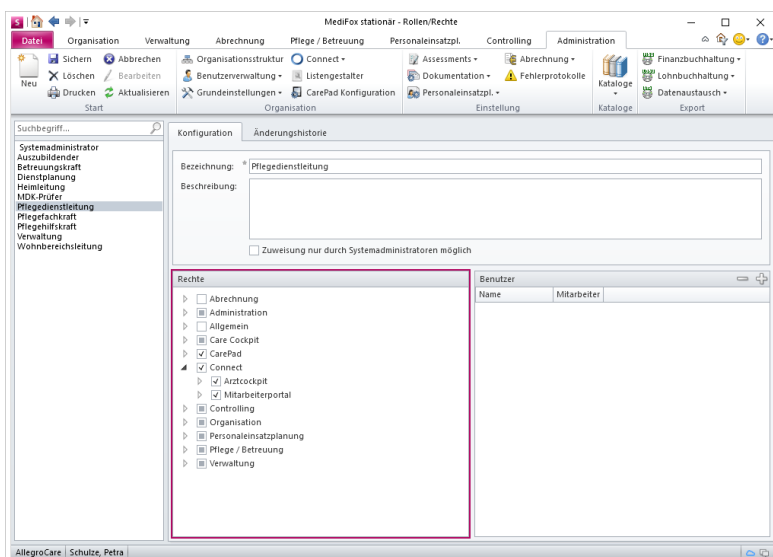 MediFox stationär - Rollen/Rechte
Datei Organisation Verwaltung Abrechnung Pflege / Betreuung Personaleinsatzpl. Controlling Administration
Neu
Sichern Abbrechen
Löschen Bearbeiten
Drucken Aktualisieren
Start
Organisationsstruktur Connect
Benutzerverwaltung Listengestalter
Grundeinstellungen CarePad Konfiguration
Organisation
Assessments Abrechnung
Dokumentation Fehlerprotokolle
Personaleinsatzpl.
Einstellung
Kataloge
Kataloge
Finanzbuchhaltung
Lohnbuchhaltung
Datenaustausch
Export
Suchbegriff...
Systemadministrator
Auszubildender
Betreuungskraft
Dienstplanung
Heimleitung
MDK-Prüfer
Pflegedienstleitung
Pflegefachkraft
Pflegehilfskraft
Verwaltung
Wohnbereichsleitung
Konfiguration Änderungshistorie
Bezeichnung: * Pflegedienstleitung
Beschreibung:
Zuweisung nur durch Systemadministratoren möglich
Rechte
Abrechnung
Administration
Allgemein
Care Cockpit
CarePad
Connect
Arztcockpit
Mitarbeiterportal
Controlling
Organisation
Personaleinsatzplanung
Pflege / Betreuung
Verwaltung
Benutzer
Name Mitarbeiter
AllegroCare Schulze, Petra